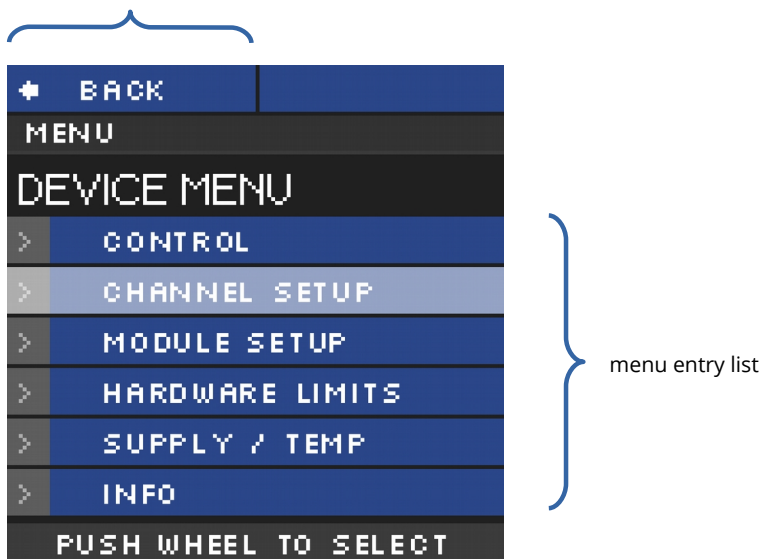 BACK
MENU
DEVICE MENU
> CONTROL
> CHANNEL SETUP
> MODULE SETUP
> HARDWARE LIMITS
> SUPPLY / TEMP
> INFO
menu entry list
PUSH WHEEL TO SELECT